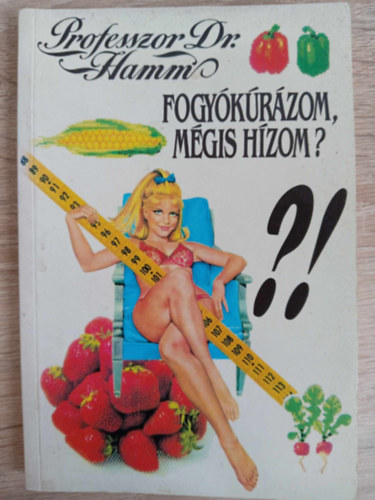 Professzor Dr.
Hamm
FOGYÓKÚRÁZOM,
MÉGIS HÍZOM?
?!